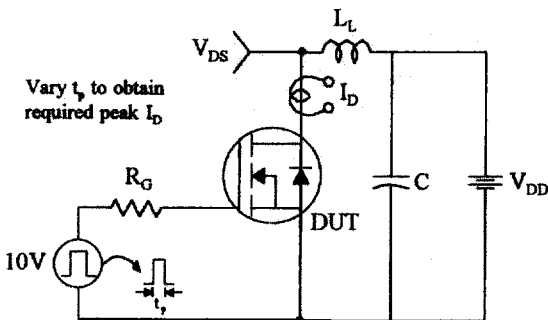 L_L
V_DS
Vary t_p to obtain
required peak I_D
I_D
R_G
C
V_DD
DUT
10V
t_p